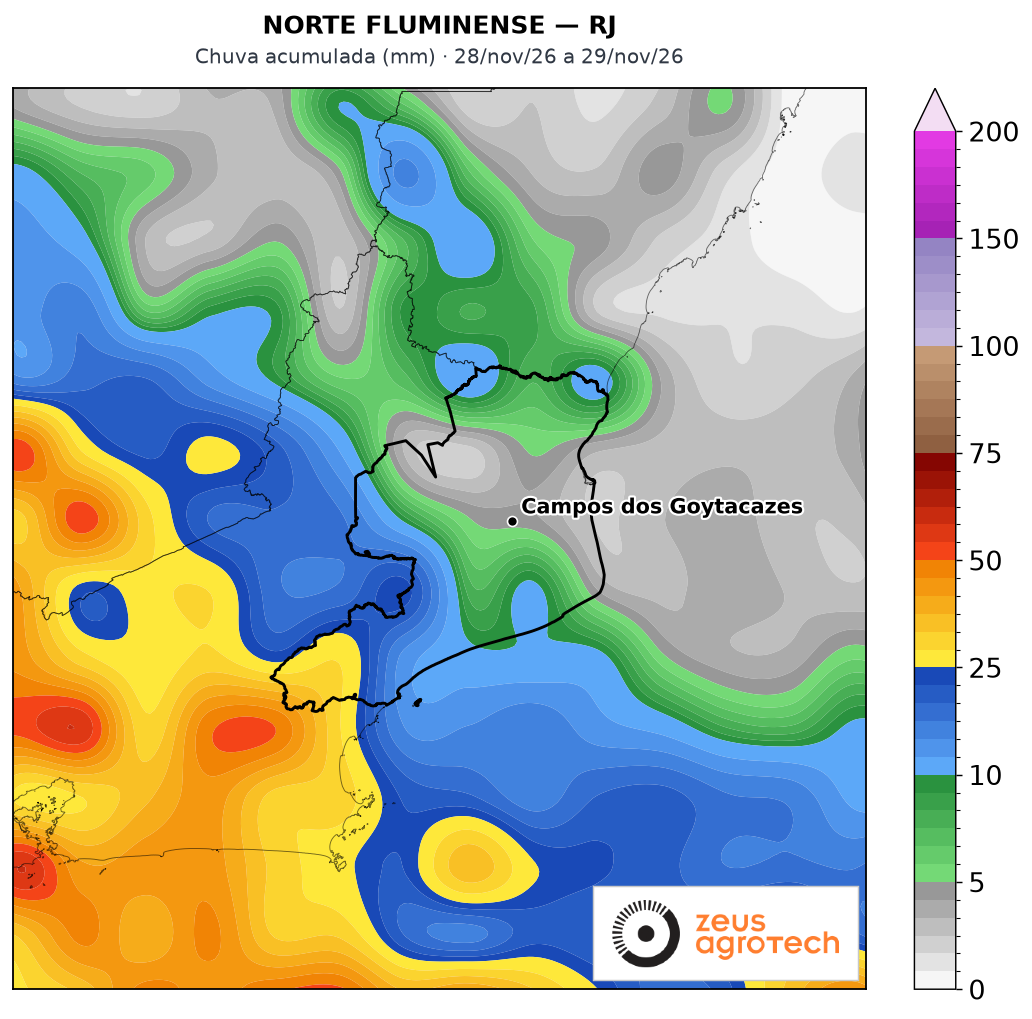 NORTE FLUMINENSE — RJ
Chuva acumulada (mm) · 28/nov/26 a 29/nov/26
200
150
100
75
50
25
10
5
0
Campos dos Goytacazes
zeus
agrotech